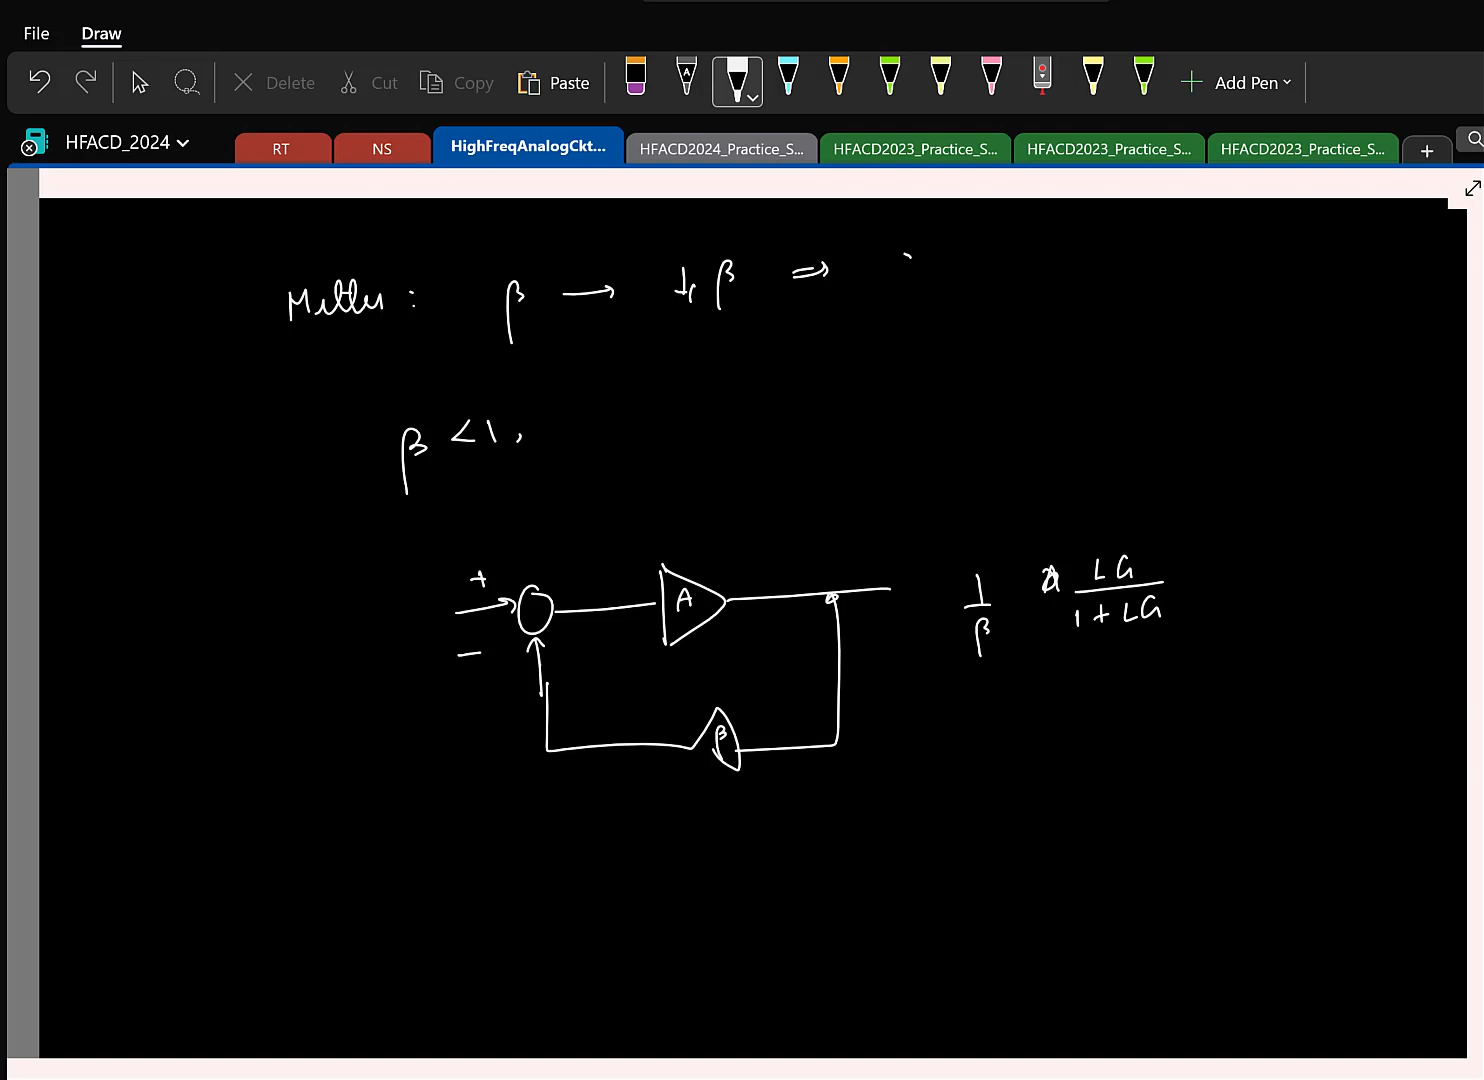 File Draw
Delete Cut Copy Paste A Add Pen
HFACD_2024 RT NS HighFreqAnalogCkt... HFACD2024_Practice_S... HFACD2023_Practice_S... HFACD2023_Practice_S... HFACD2023_Practice_S... +
Miller : β → β ⇒
β < 1 ,
+ A 1/β LG/1+LG
−
β